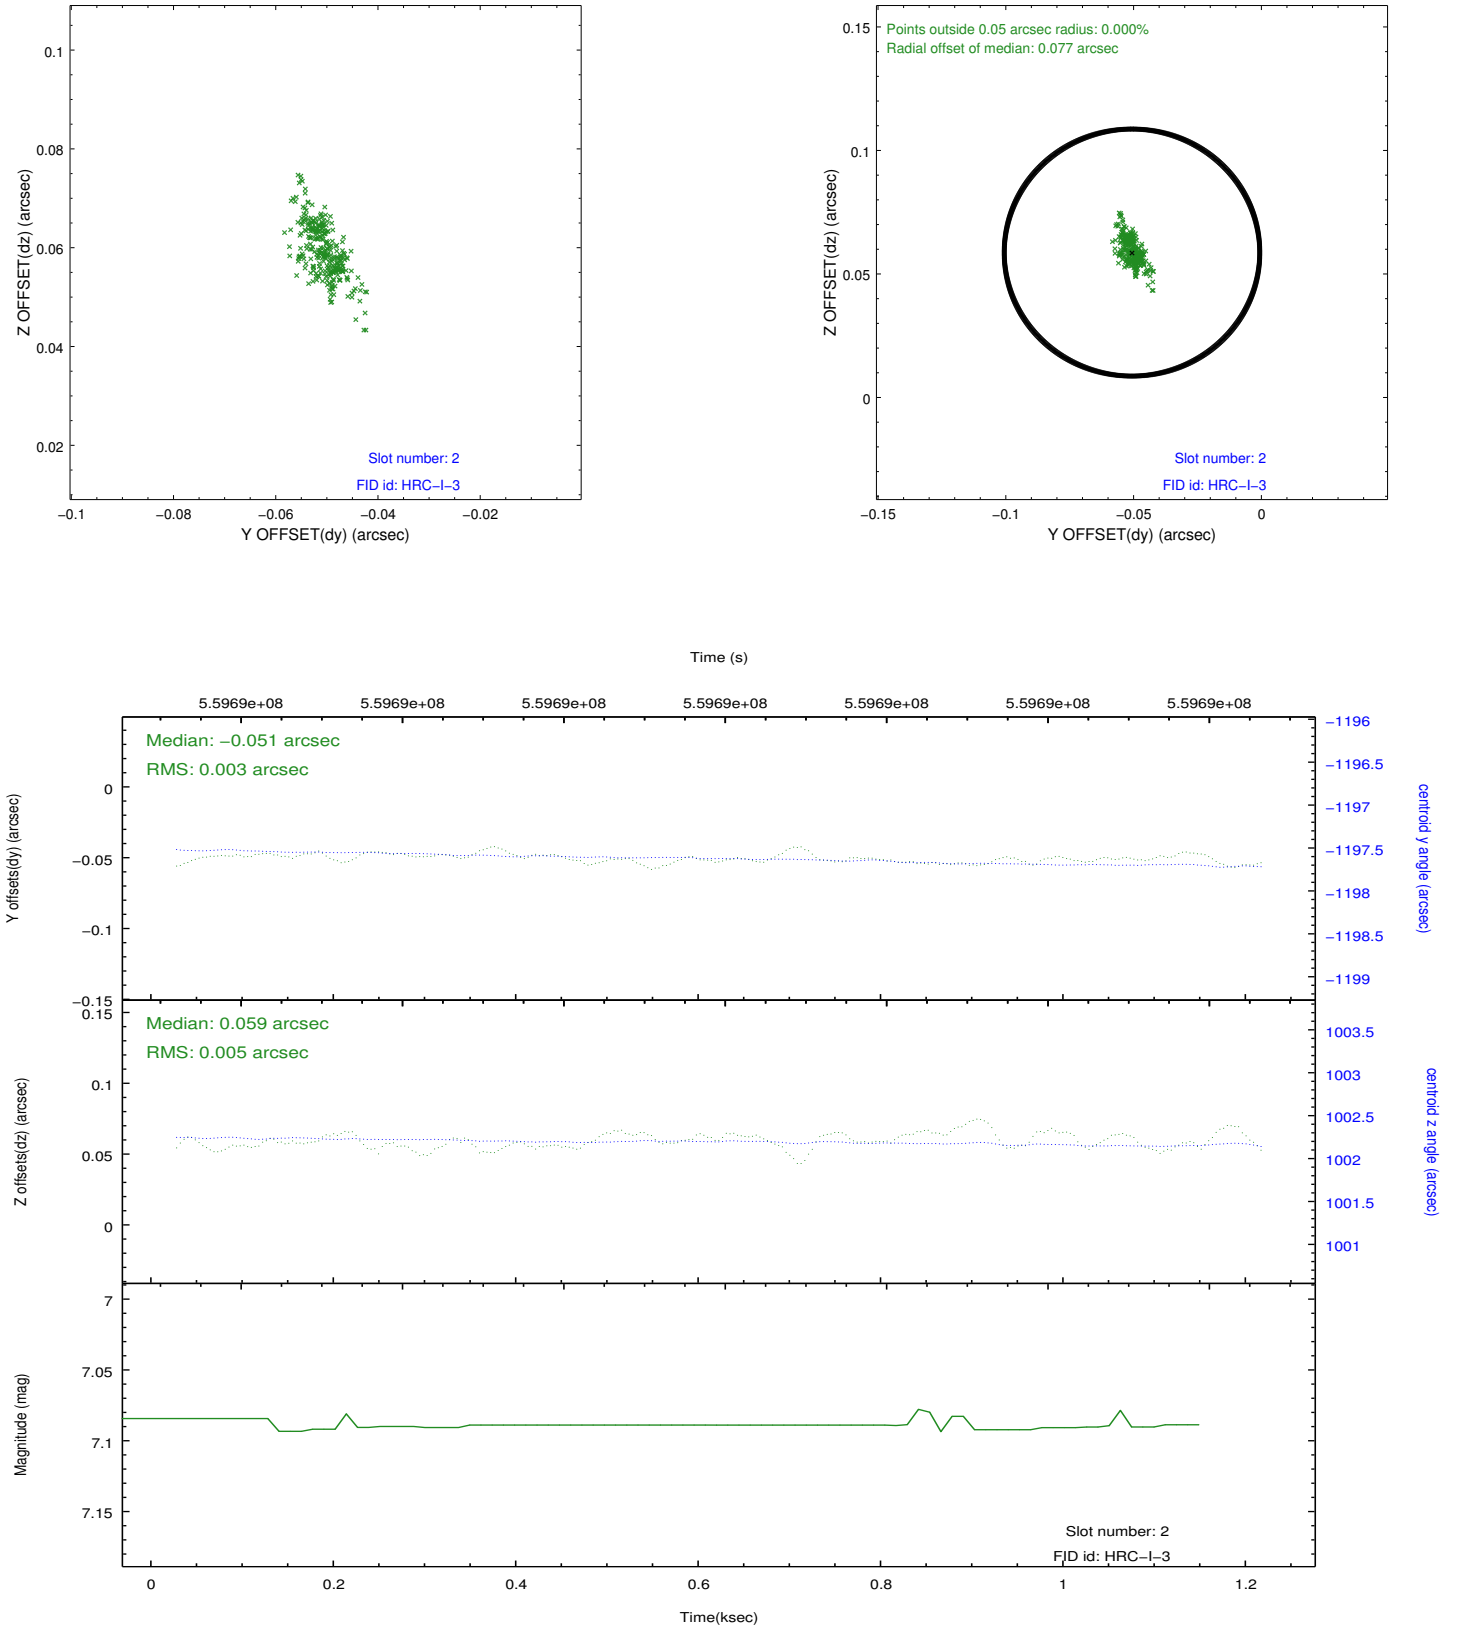 0.1
0.08
0.06
0.04
0.02
Z OFFSET(dz) (arcsec)
Slot number: 2
FID id: HRC−I−3
−0.1
−0.08
−0.06
−0.04
−0.02
Y OFFSET(dy) (arcsec)
Points outside 0.05 arcsec radius: 0.000%
Radial offset of median: 0.077 arcsec
0.15
0.1
0.05
0
Z OFFSET(dz) (arcsec)
Slot number: 2
FID id: HRC−I−3
−0.15
−0.1
−0.05
0
Y OFFSET(dy) (arcsec)
Time (s)
5.5969e+08
5.5969e+08
5.5969e+08
5.5969e+08
5.5969e+08
5.5969e+08
5.5969e+08
Median: −0.051 arcsec
RMS: 0.003 arcsec
0
−0.05
−0.1
−0.15
Y offsets(dy) (arcsec)
−1196
−1196.5
−1197
−1197.5
−1198
−1198.5
−1199
centroid y angle (arcsec)
Median: 0.059 arcsec
RMS: 0.005 arcsec
0.15
0.1
0.05
0
Z offsets(dz) (arcsec)
1003.5
1003
1002.5
1002
1001.5
1001
centroid z angle (arcsec)
7
7.05
7.1
7.15
Magnitude (mag)
Slot number: 2
FID id: HRC−I−3
0
0.2
0.4
0.6
0.8
1
1.2
Time(ksec)